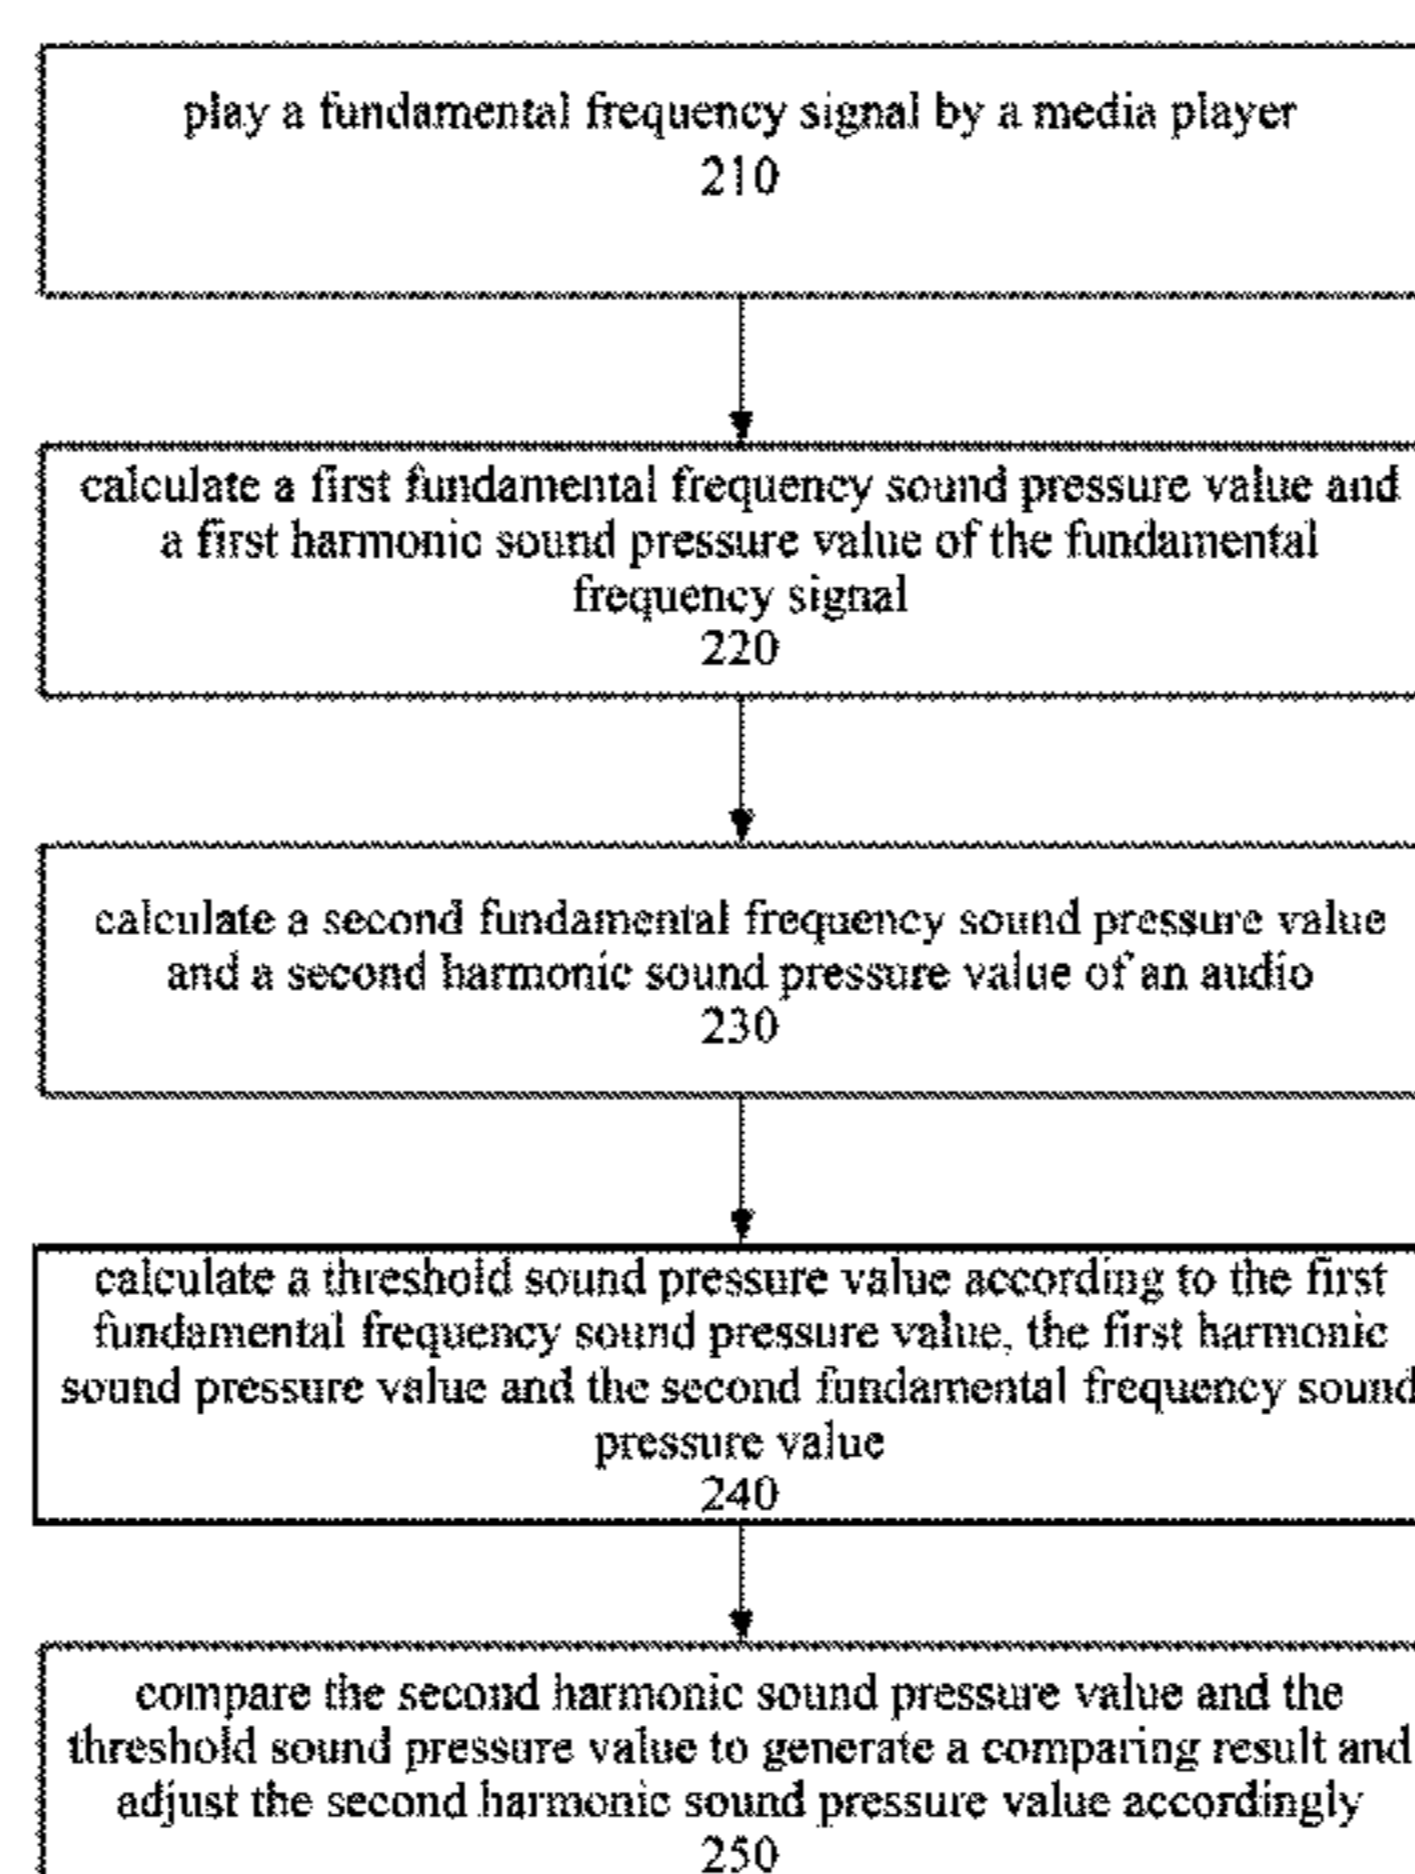 play a fundamental frequency signal by a media player
210
calculate a first fundamental frequency sound pressure value and
a first harmonic sound pressure value of the fundamental
frequency signal
220
calculate a second fundamental frequency sound pressure value
and a second harmonic sound pressure value of an audio
230
calculate a threshold sound pressure value according to the first
fundamental frequency sound pressure value, the first harmonic
sound pressure value and the second fundamental frequency sound
pressure value
240
compare the second harmonic sound pressure value and the
threshold sound pressure value to generate a comparing result and
adjust the second harmonic sound pressure value accordingly
250